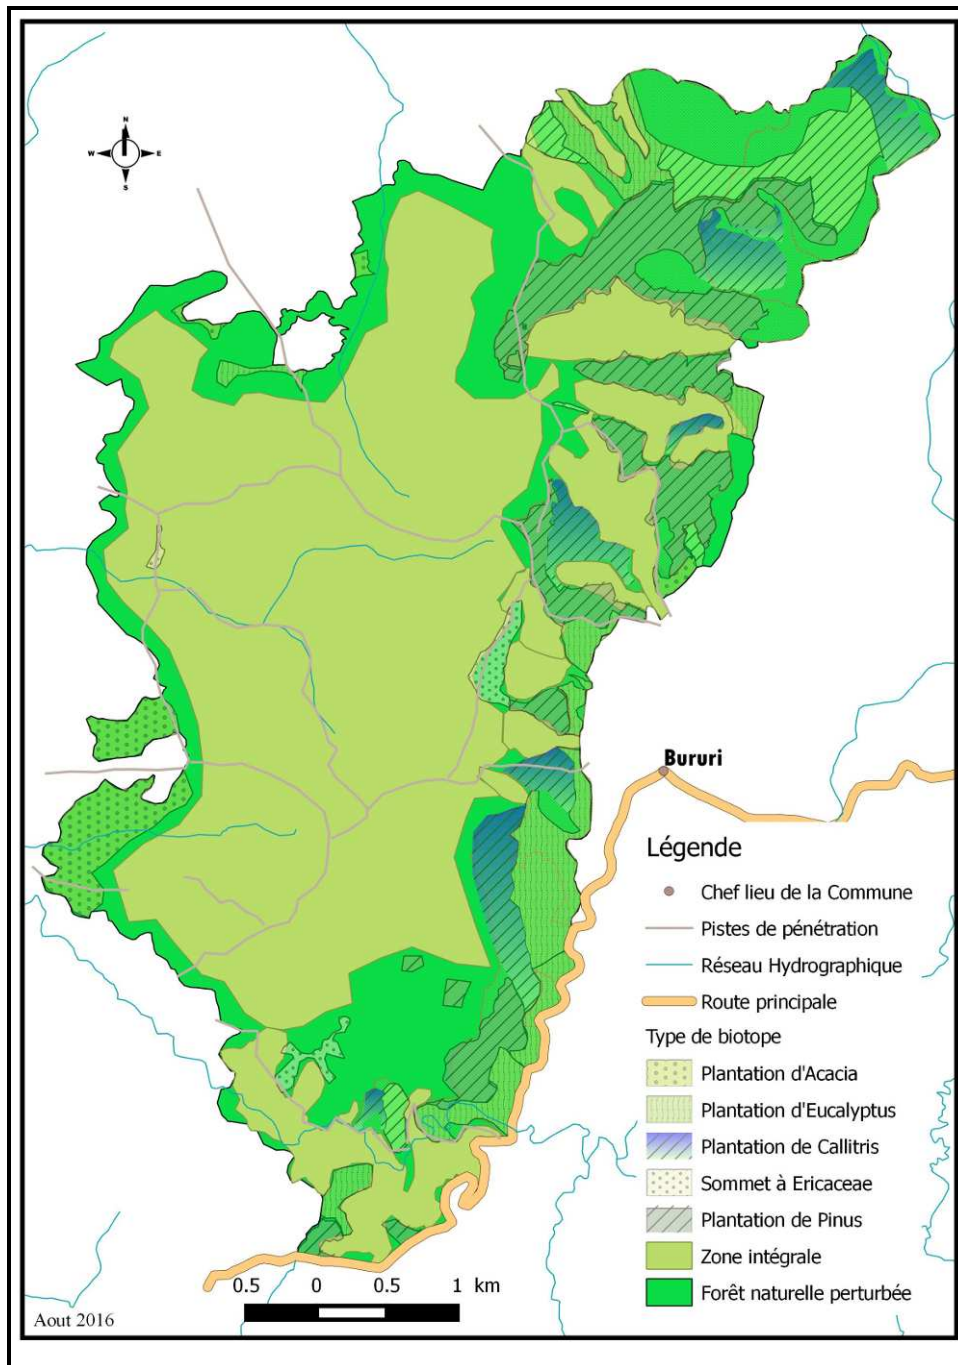 N
W E
S
Bururi
Légende
Chef lieu de la Commune
Pistes de pénétration
Réseau Hydrographique
Route principale
Type de biotope
Plantation d'Acacia
Plantation d'Eucalyptus
Plantation de Callitris
Sommet à Ericaceae
Plantation de Pinus
Zone intégrale
Forêt naturelle perturbée
0.5 0 0.5 1 km
Aout 2016